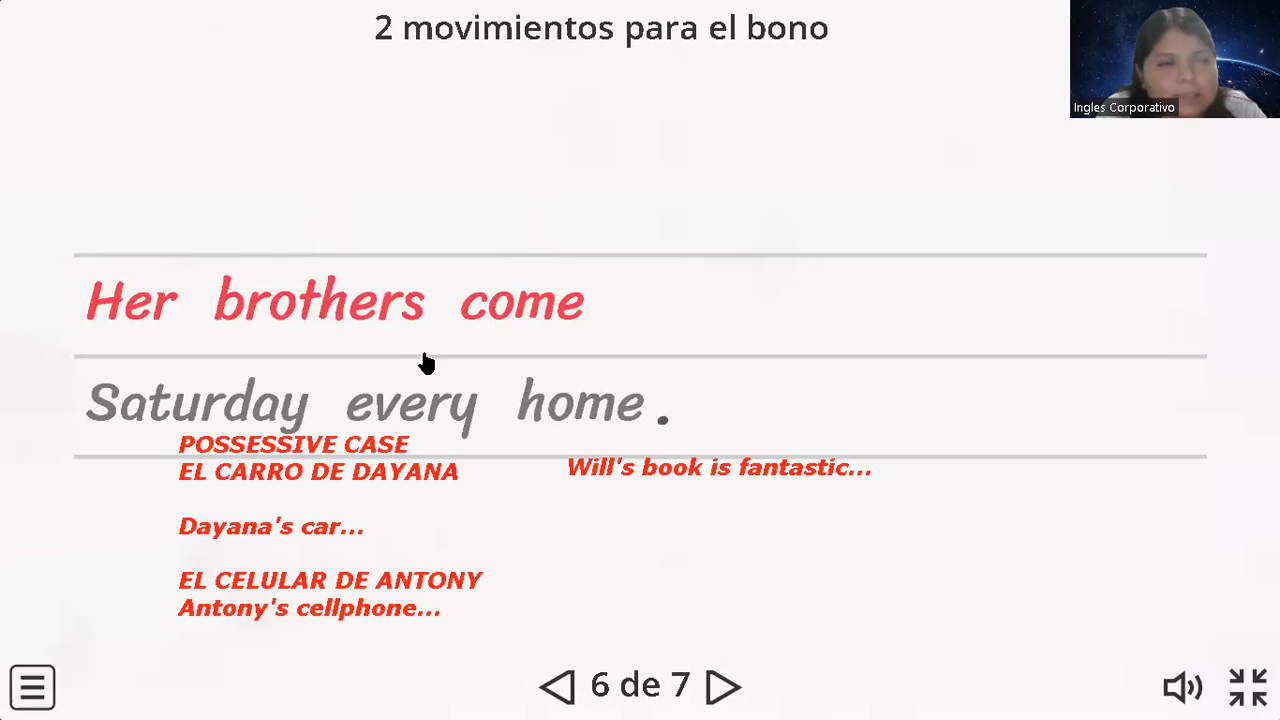 2 movimientos para el bono
Ingles Corporativo
Her brothers come
Saturday every home.
POSSESSIVE CASE
EL CARRO DE DAYANA
Will's book is fantastic...
Dayana's car...
EL CELULAR DE ANTONY
Antony's cellphone...
6 de 7